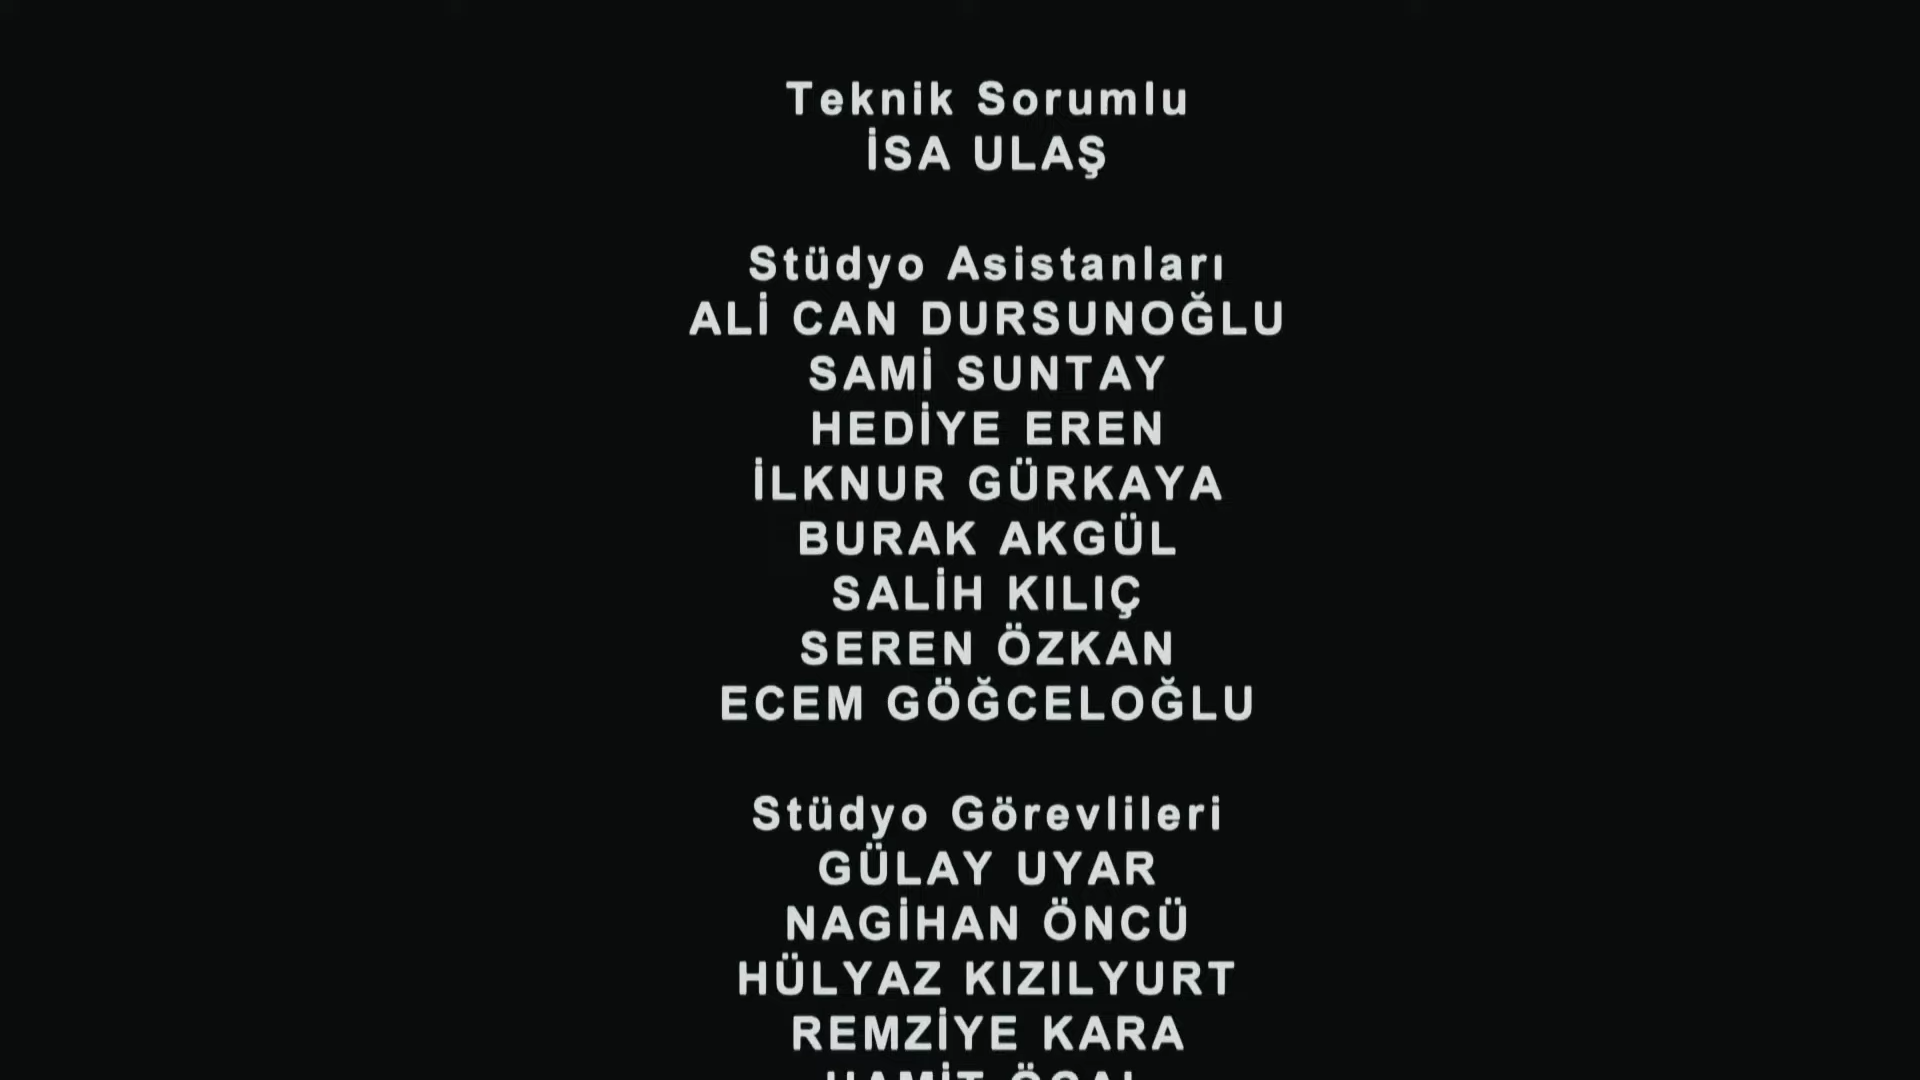 Teknik Sorumlu
İSA ULAŞ
Stüdyo Asistanları
ALİ CAN DURSUNOĞLU
SAMİ SUNTAY
HEDİYE EREN
İLKNUR GÜRKAYA
BURAK AKGÜL
SALİH KILIÇ
SEREN ÖZKAN
ECEM GÖĞCELOĞLU
Stüdyo Görevlileri
GÜLAY UYAR
NAGİHAN ÖNCÜ
HÜLYAZ KIZILYURT
REMZİYE KARA
HAMİT